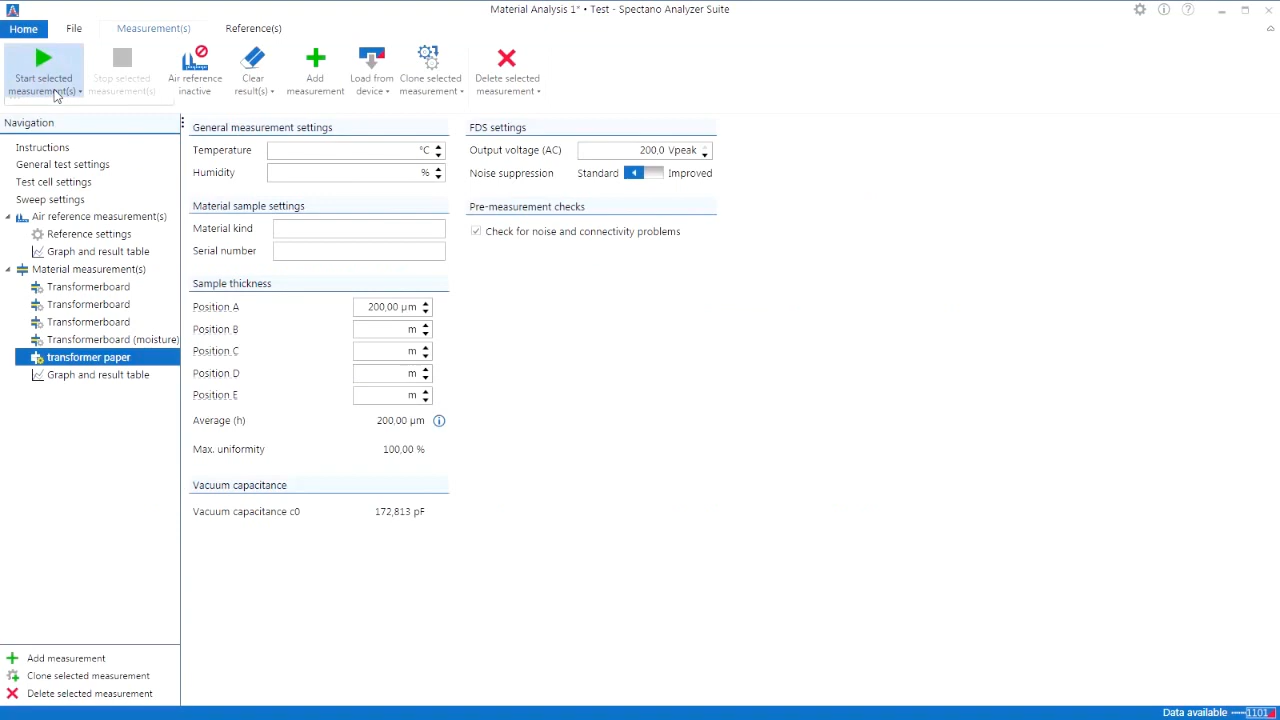 Material Analysis 1* • Test - Spectano Analyzer Suite
Home File Measurement(s) Reference(s)
Start selected measurement(s)
Stop selected measurement(s)
Air reference inactive
Clear result(s)
Add measurement
Load from device
Clone selected measurement
Delete selected measurement
Navigation
Instructions
General test settings
Test cell settings
Sweep settings
Air reference measurement(s)
Reference settings
Graph and result table
Material measurement(s)
Transformerboard
Transformerboard
Transformerboard
Transformerboard (moisture)
transformer paper
Graph and result table
Add measurement
Clone selected measurement
Delete selected measurement
General measurement settings
Temperature °C
Humidity %
Material sample settings
Material kind
Serial number
Sample thickness
Position A 200,00 µm
Position B m
Position C m
Position D m
Position E m
Average (h) 200,00 µm
Max. uniformity 100,00 %
Vacuum capacitance
Vacuum capacitance c0 172,813 pF
FDS settings
Output voltage (AC) 200,0 Vpeak
Noise suppression Standard Improved
Pre-measurement checks
Check for noise and connectivity problems
Data available 1101